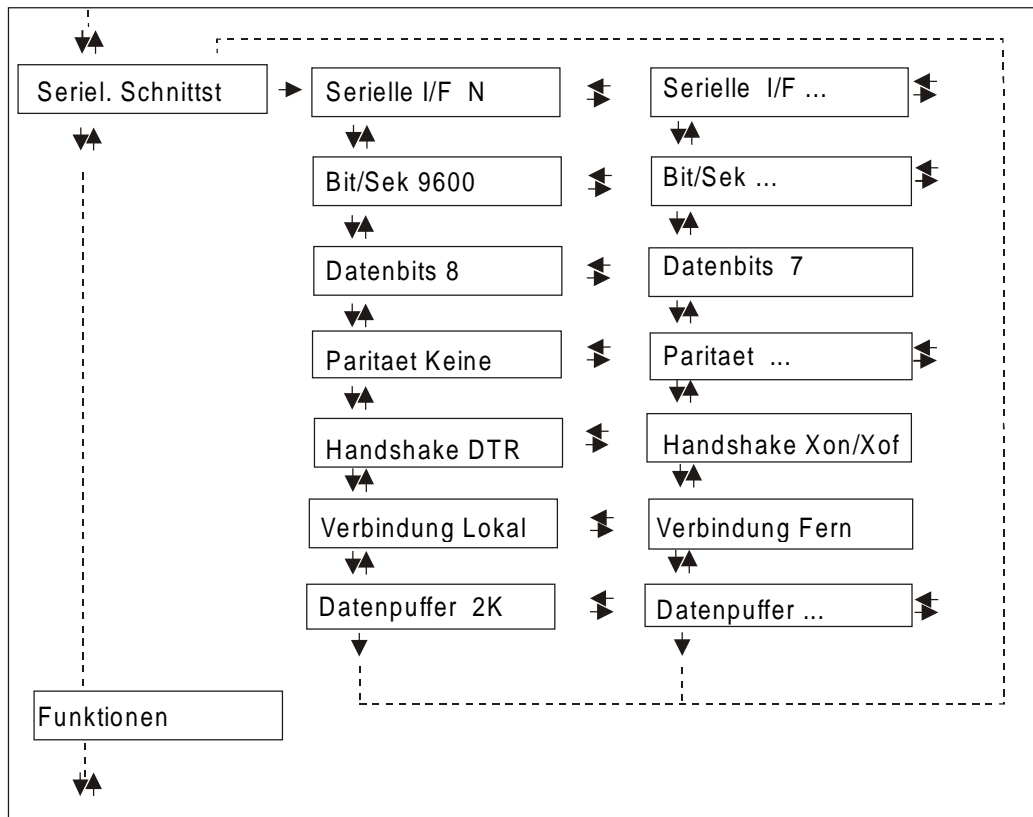 Seriel. Schnittst
Serielle I/F N
Serielle I/F ...
Bit/Sek 9600
Bit/Sek ...
Datenbits 8
Datenbits 7
Paritaet Keine
Paritaet ...
Handshake DTR
Handshake Xon/Xof
Verbindung Lokal
Verbindung Fern
Datenpuffer 2K
Datenpuffer ...
Funktionen